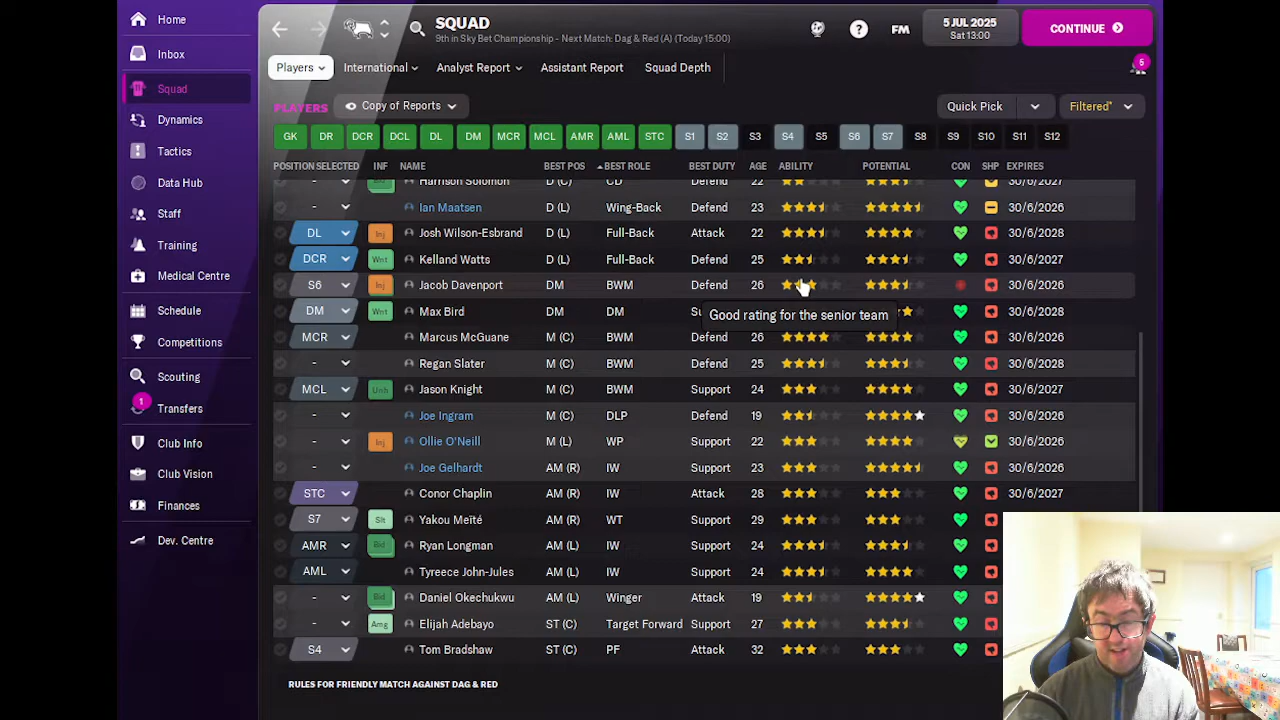 Home
Inbox
Squad
Dynamics
Tactics
Data Hub
Staff
Training
Medical Centre
Schedule
Competitions
Scouting
1
Transfers
Club Info
Club Vision
Finances
Dev. Centre
SQUAD
9th in Sky Bet Championship - Next Match: Dag & Red (A) (Today 15:00)
? FM 5 JUL 2025 Sat 13:00 CONTINUE
Players International Analyst Report Assistant Report Squad Depth 5
PLAYERS Copy of Reports Quick Pick Filtered*
GK DR DCR DCL DL DM MCR MCL AMR AML STC S1 S2 S3 S4 S5 S6 S7 S8 S9 S10 S11 S12
POSITION SELECTED INF NAME BEST POS BEST ROLE BEST DUTY AGE ABILITY POTENTIAL CON SHP EXPIRES
- Harrison Solomon D (C) CD Defend 22 30/6/2027
- Ian Maatsen D (L) Wing-Back Defend 23 30/6/2026
DL Inj Josh Wilson-Esbrand D (L) Full-Back Attack 22 30/6/2028
DCR Wnt Kelland Watts D (L) Full-Back Defend 25 30/6/2027
S6 Inj Jacob Davenport DM BWM Defend 26 30/6/2026
DM Wnt Max Bird DM DM 30/6/2028
Good rating for the senior team
MCR Marcus McGuane M (C) BWM Defend 26 30/6/2026
- Regan Slater M (C) BWM Defend 25 30/6/2028
MCL Unh Jason Knight M (C) BWM Support 24 30/6/2027
- Joe Ingram M (C) DLP Defend 19 30/6/2026
- Inj Ollie O'Neill M (L) WP Support 22 30/6/2026
- Joe Gelhardt AM (R) IW Support 23 30/6/2026
STC Conor Chaplin AM (R) IW Attack 28 30/6/2027
S7 Slt Yakou Meïté AM (R) WT Support 29
AMR Bid Ryan Longman AM (L) IW Support 24
AML Tyreece John-Jules AM (L) IW Support 24
- Bid Daniel Okechukwu AM (L) Winger Attack 19
- Amg Elijah Adebayo ST (C) Target Forward Support 27
S4 Tom Bradshaw ST (C) PF Attack 32
RULES FOR FRIENDLY MATCH AGAINST DAG & RED